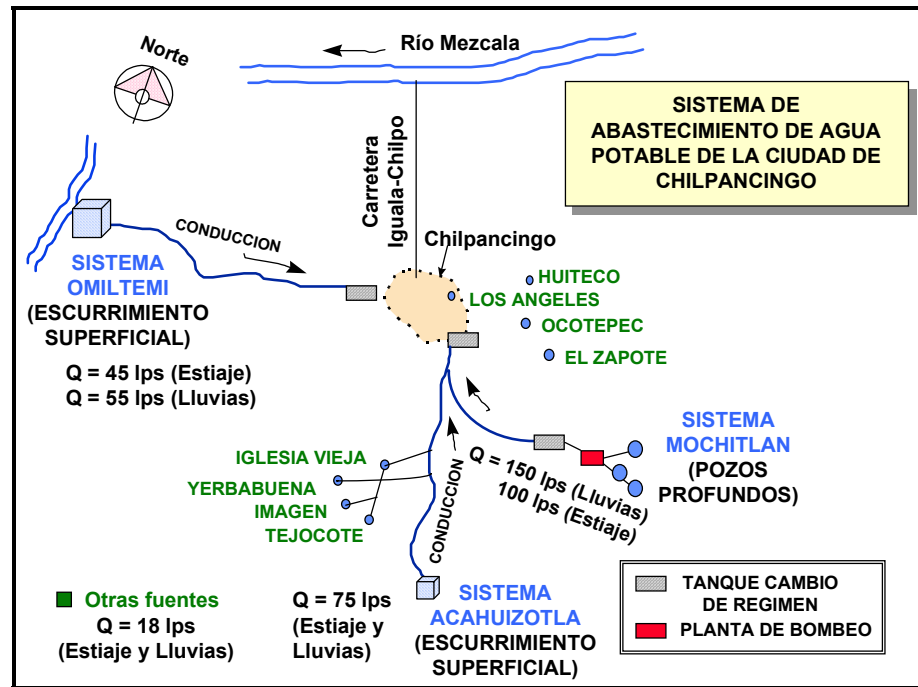 Norte
Río Mezcala
SISTEMA DE
ABASTECIMIENTO DE AGUA
POTABLE DE LA CIUDAD DE
CHILPANCINGO
Carretera
Iguala-Chilpo
CONDUCCION
Chilpancingo
SISTEMA
OMILTEMI
(ESCURRIMIENTO
SUPERFICIAL)
Q = 45 lps (Estiaje)
Q = 55 lps (Lluvias)
HUITECO
LOS ANGELES
OCOTEPEC
EL ZAPOTE
IGLESIA VIEJA
YERBABUENA
IMAGEN
TEJOCOTE
CONDUCCION
Q = 150 lps (Lluvias)
100 lps (Estiaje)
SISTEMA
MOCHITLAN
(POZOS
PROFUNDOS)
Otras fuentes
Q = 18 lps
(Estiaje y Lluvias)
Q = 75 lps
(Estiaje y
Lluvias)
SISTEMA
ACAHUIZOTLA
(ESCURRIMIENTO
SUPERFICIAL)
TANQUE CAMBIO
DE REGIMEN
PLANTA DE BOMBEO